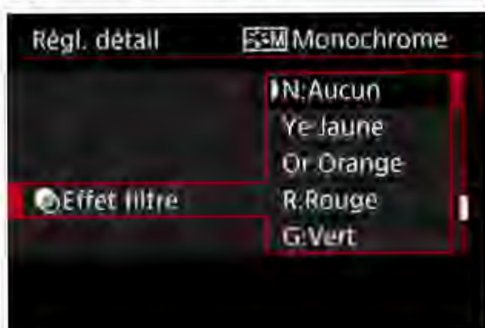 Régl. détail Monochrome
N:Aucun
Ye:Jaune
Or:Orange
Effet filtre R:Rouge
G:Vert